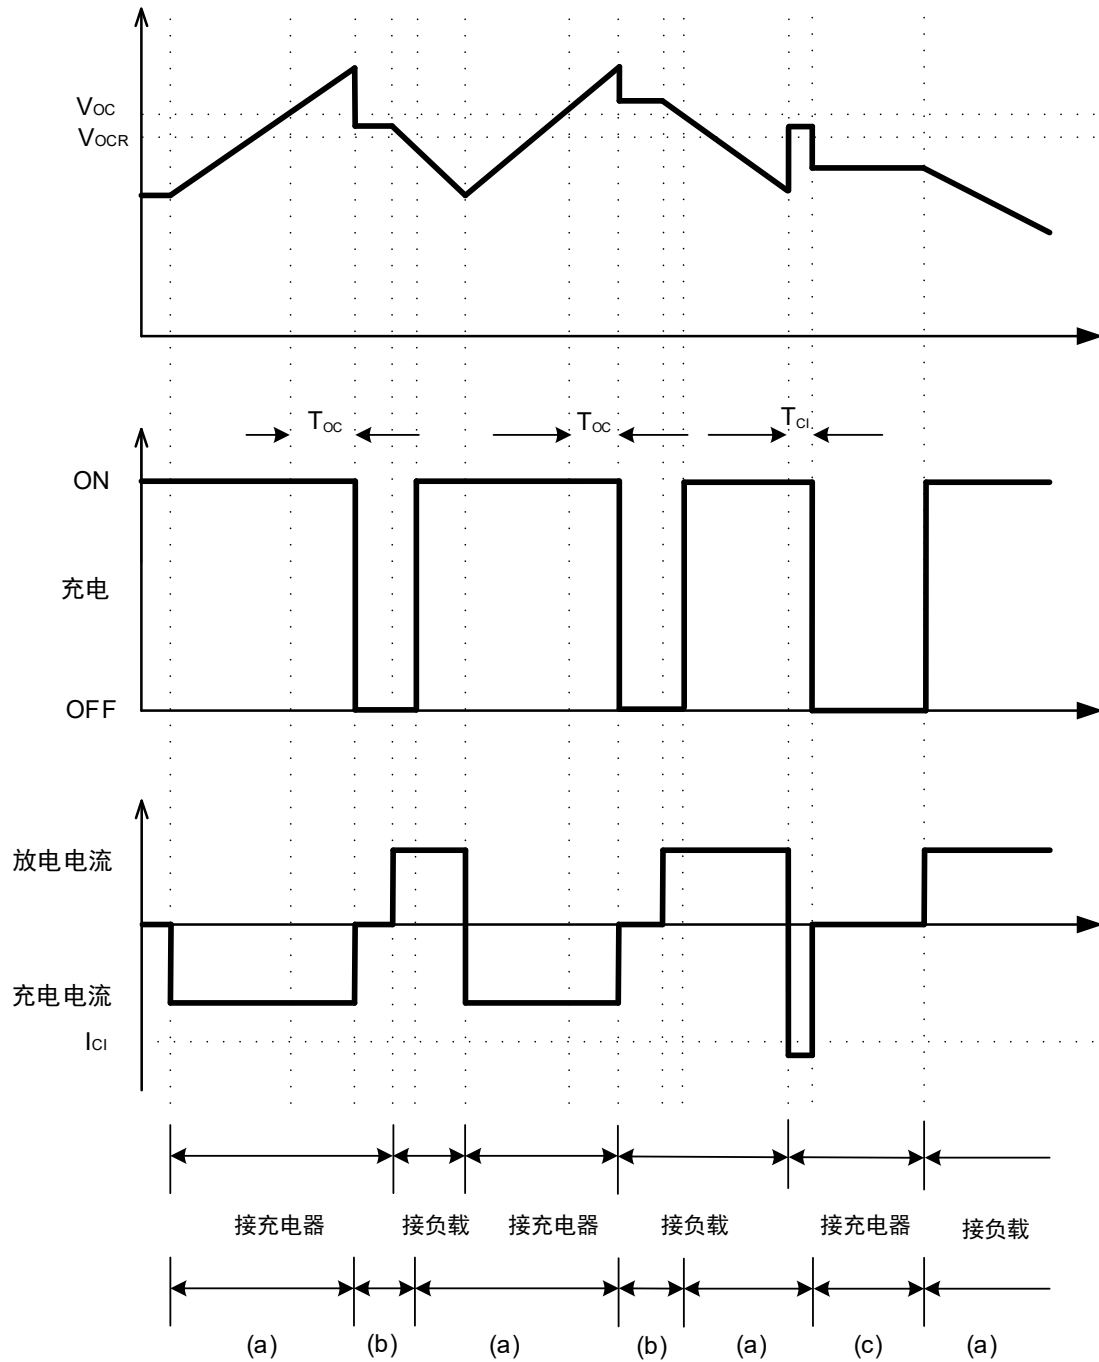 VOC
VOCR
TOC
TOC
TCI
ON
充电
OFF
放电电流
充电电流
ICI
接充电器 接负载 接充电器 接负载 接充电器 接负载
(a) (b) (a) (b) (a) (c) (a)